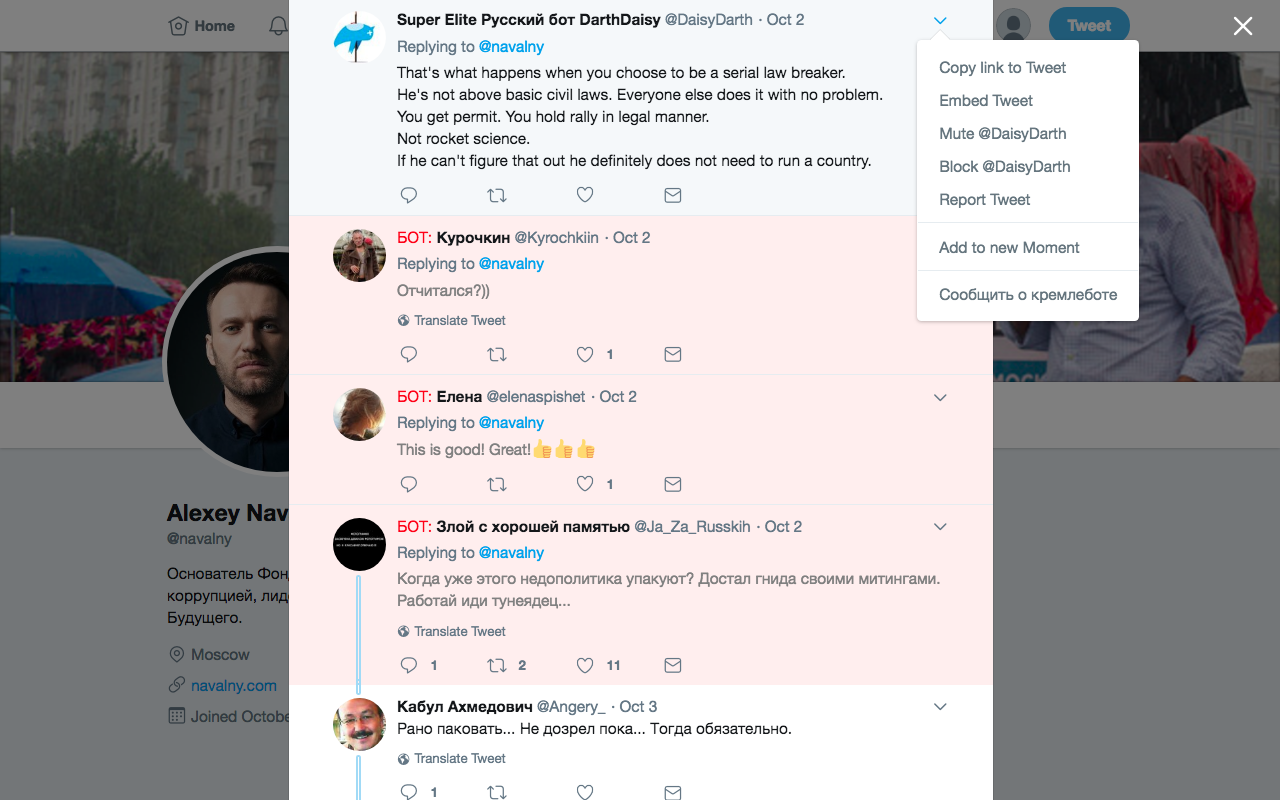 Home
Tweet
Super Elite Русский бот DarthDaisy @DaisyDarth · Oct 2
Replying to @navalny
That's what happens when you choose to be a serial law breaker.
He's not above basic civil laws. Everyone else does it with no problem.
You get permit. You hold rally in legal manner.
Not rocket science.
If he can't figure that out he definitely does not need to run a country.
Copy link to Tweet
Embed Tweet
Mute @DaisyDarth
Block @DaisyDarth
Report Tweet
Add to new Moment
Сообщить о кремлеботе
БОТ: Курочкин @Kyrochkiin · Oct 2
Replying to @navalny
Отчитался?))
Translate Tweet
1
БОТ: Елена @elenaspishet · Oct 2
Replying to @navalny
This is good! Great!👍👍👍
1
БОТ: Злой с хорошей памятью @Ja_Za_Russkih · Oct 2
Replying to @navalny
Когда уже этого недополитика упакуют? Достал гнида своими митингами.
Работай иди тунеядец...
Translate Tweet
1 2 11
Кабул Ахмедович @Angery_ · Oct 3
Рано паковать... Не дозрел пока... Тогда обязательно.
Translate Tweet
1
Alexey Nav
@navalny
Основатель Фон
коррупцией, лид
Будущего.
Moscow
navalny.com
Joined Octobe